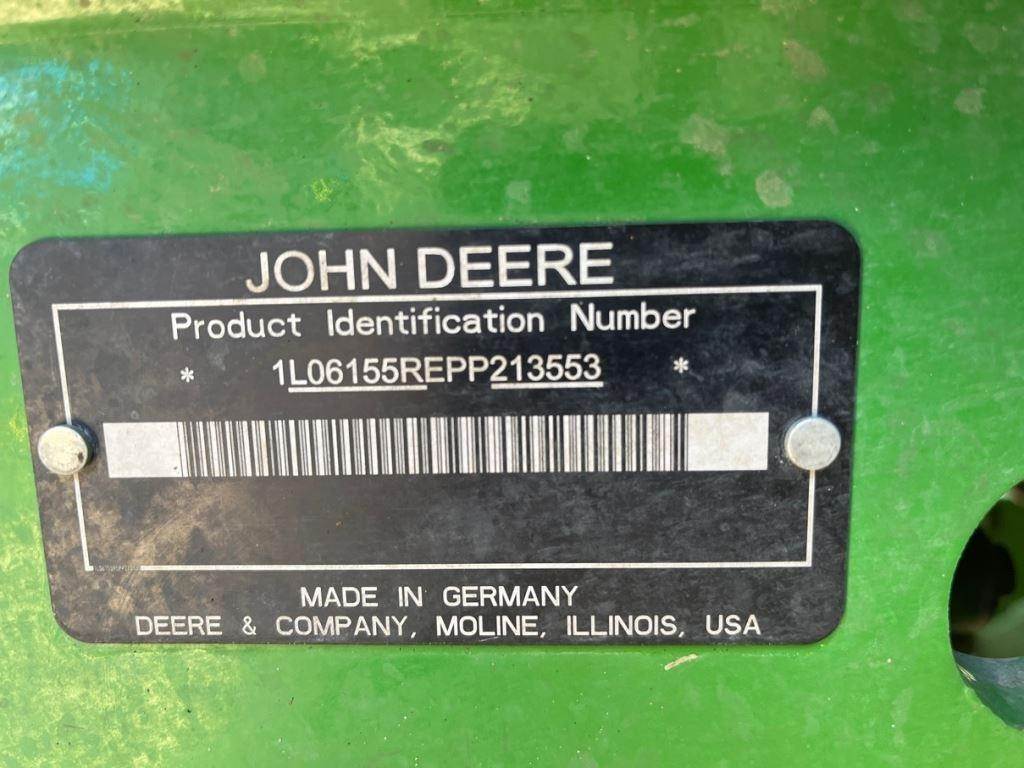 JOHN DEERE
Product Identification Number
* 1L06155REPP213553 *
MADE IN GERMANY
DEERE & COMPANY, MOLINE, ILLINOIS, USA